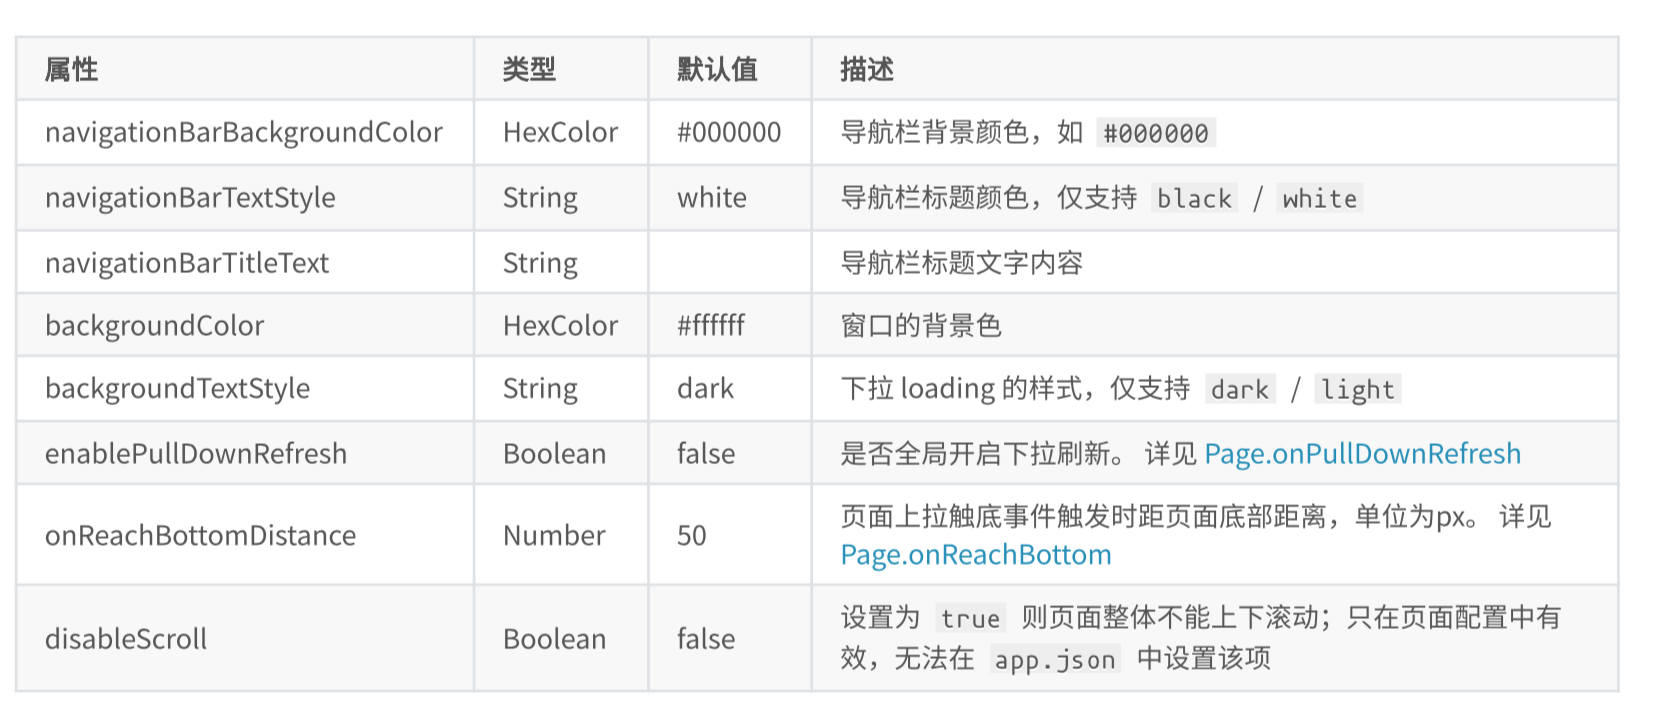 属性 类型 默认值 描述
navigationBarBackgroundColor HexColor #000000 导航栏背景颜色，如 #000000
navigationBarTextStyle String white 导航栏标题颜色，仅支持 black / white
navigationBarTitleText String 导航栏标题文字内容
backgroundColor HexColor #ffffff 窗口的背景色
backgroundTextStyle String dark 下拉 loading 的样式，仅支持 dark / light
enablePullDownRefresh Boolean false 是否全局开启下拉刷新。 详见 Page.onPullDownRefresh
onReachBottomDistance Number 50 页面上拉触底事件触发时距页面底部距离，单位为px。 详见
Page.onReachBottom
disableScroll Boolean false 设置为 true 则页面整体不能上下滚动；只在页面配置中有
效，无法在 app.json 中设置该项